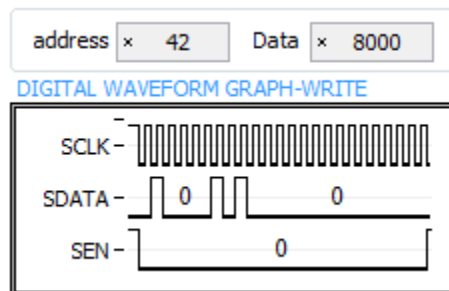 address × 42 Data × 8000
DIGITAL WAVEFORM GRAPH-WRITE
SCLK
SDATA 0 0
SEN 0